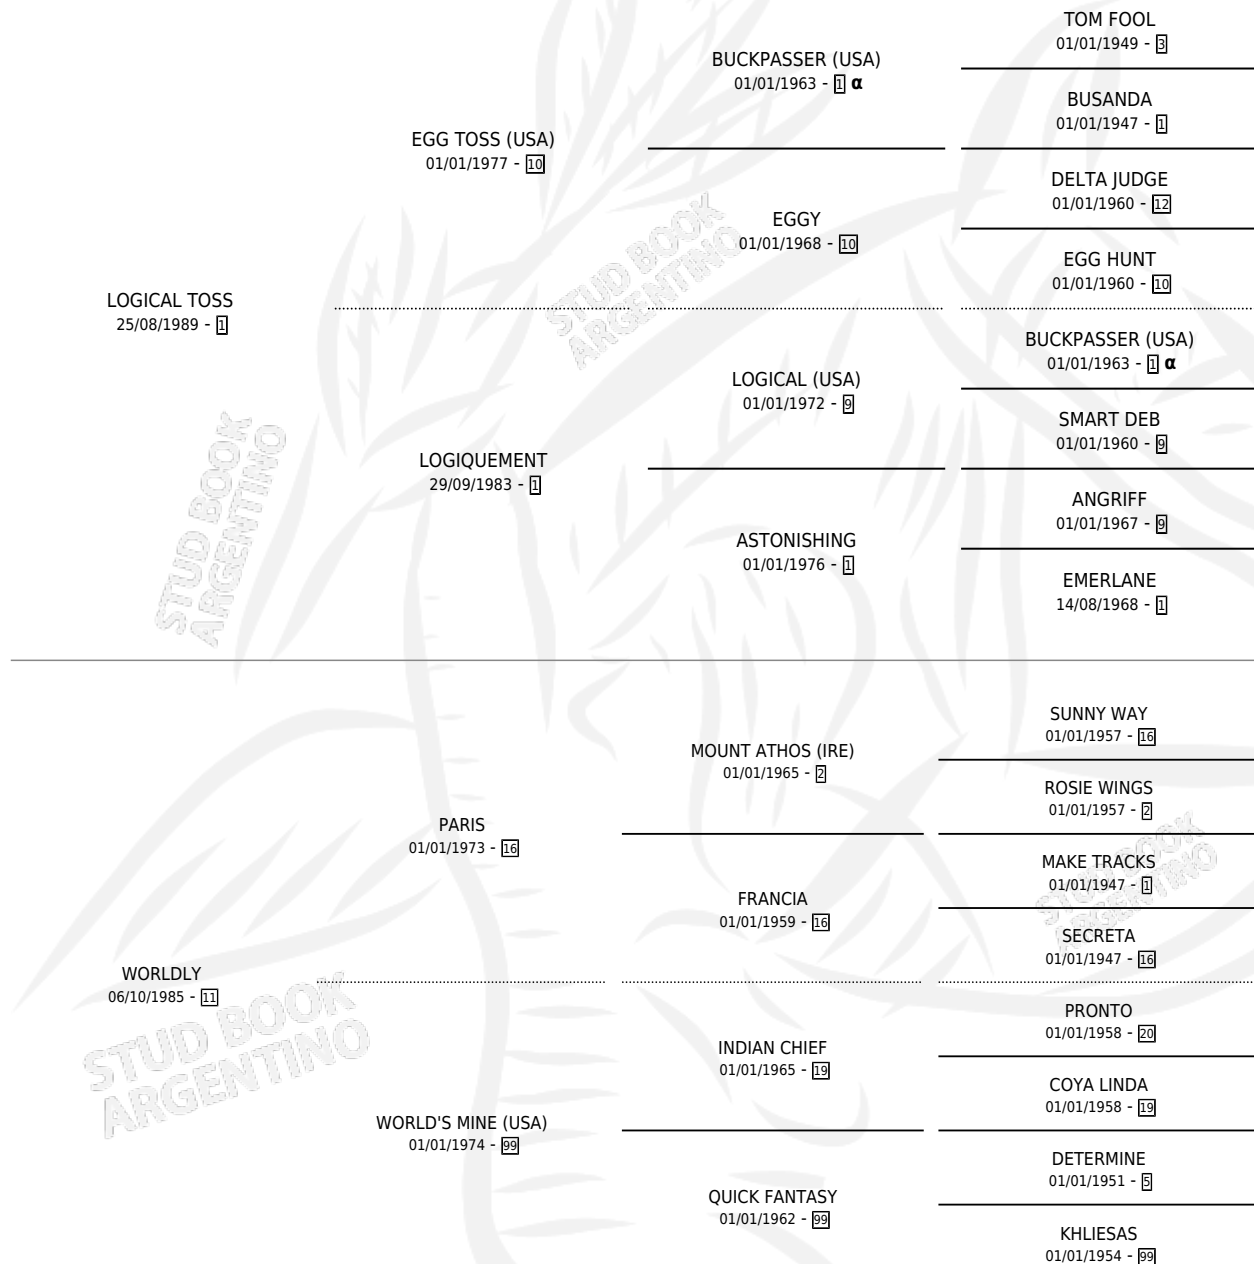 TOM FOOL
01/01/1949 - 3
BUCKPASSER (USA)
01/01/1963 - 1 α
BUSANDA
01/01/1947 - 1
EGG TOSS (USA)
01/01/1977 - 10
DELTA JUDGE
01/01/1960 - 12
EGGY
01/01/1968 - 10
EGG HUNT
01/01/1960 - 10
LOGICAL TOSS
25/08/1989 - 1
BUCKPASSER (USA)
01/01/1963 - 1 α
LOGICAL (USA)
01/01/1972 - 9
SMART DEB
01/01/1960 - 9
LOGIQUEMENT
29/09/1983 - 1
ANGRIFF
01/01/1967 - 9
ASTONISHING
01/01/1976 - 1
EMERLANE
14/08/1968 - 1
SUNNY WAY
01/01/1957 - 16
MOUNT ATHOS (IRE)
01/01/1965 - 2
ROSIE WINGS
01/01/1957 - 2
PARIS
01/01/1973 - 16
MAKE TRACKS
01/01/1947 - 1
FRANCIA
01/01/1959 - 16
SECRETA
01/01/1947 - 16
WORLDLY
06/10/1985 - 11
PRONTO
01/01/1958 - 20
INDIAN CHIEF
01/01/1965 - 19
COYA LINDA
01/01/1958 - 19
WORLD'S MINE (USA)
01/01/1974 - 99
DETERMINE
01/01/1951 - 5
QUICK FANTASY
01/01/1962 - 99
KHLIESAS
01/01/1954 - 99
STUD BOOK
ARGENTINO
STUD BOOK
ARGENTINO
STUD BOOK
ARGENTINO
STUD BOOK
ARGENTINO